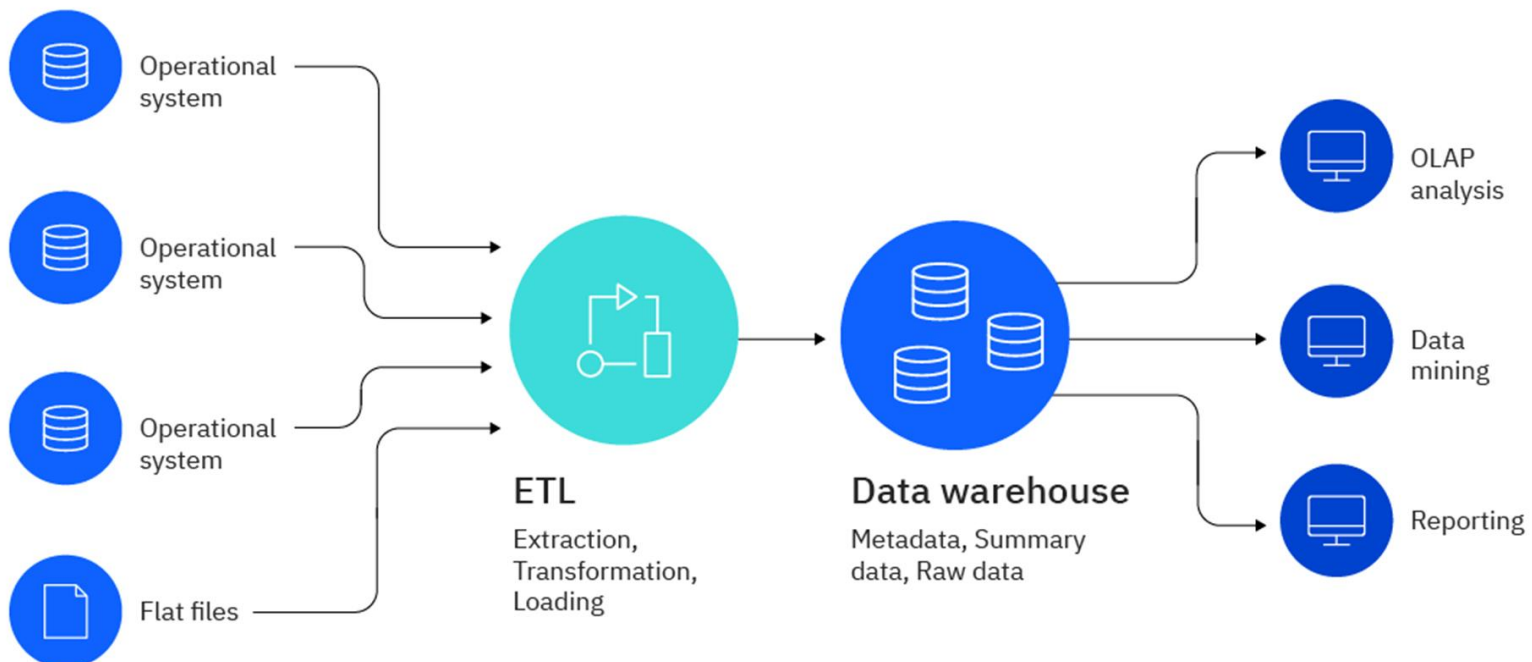 Operational
system
Operational
system
Operational
system
Flat files
ETL
Extraction,
Transformation,
Loading
Data warehouse
Metadata, Summary
data, Raw data
OLAP
analysis
Data
mining
Reporting